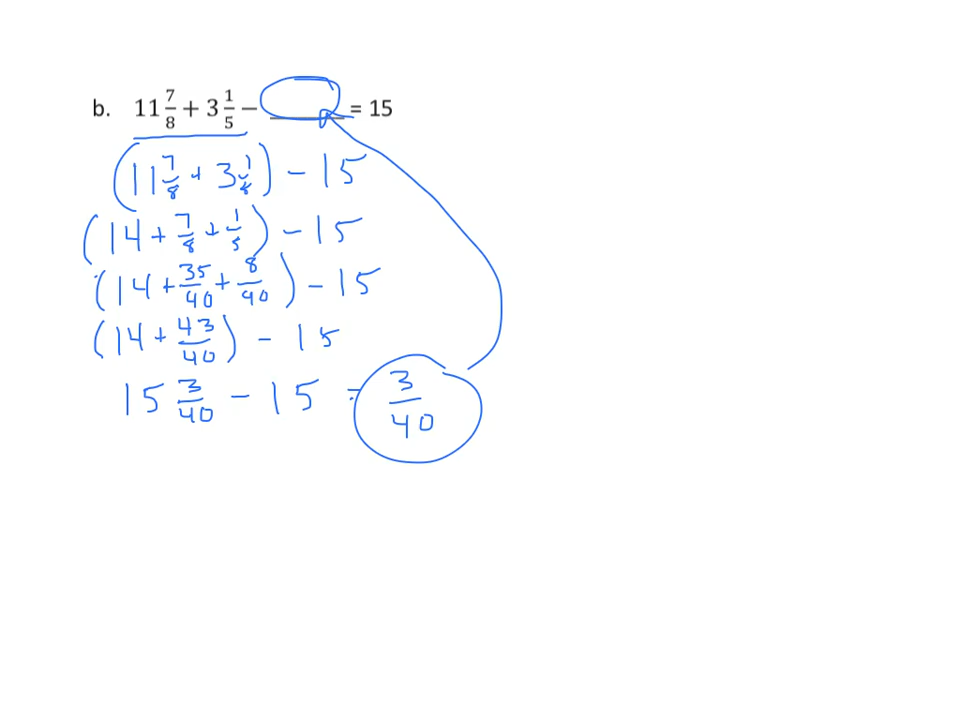 b. 11 7/8 + 3 1/5 − ______ = 15
(11 7/8 + 3 1/5) − 15
(14 + 7/8 + 1/5) − 15
(14 + 35/40 + 8/40) − 15
(14 + 43/40) − 15
15 3/40 − 15 = 3/40